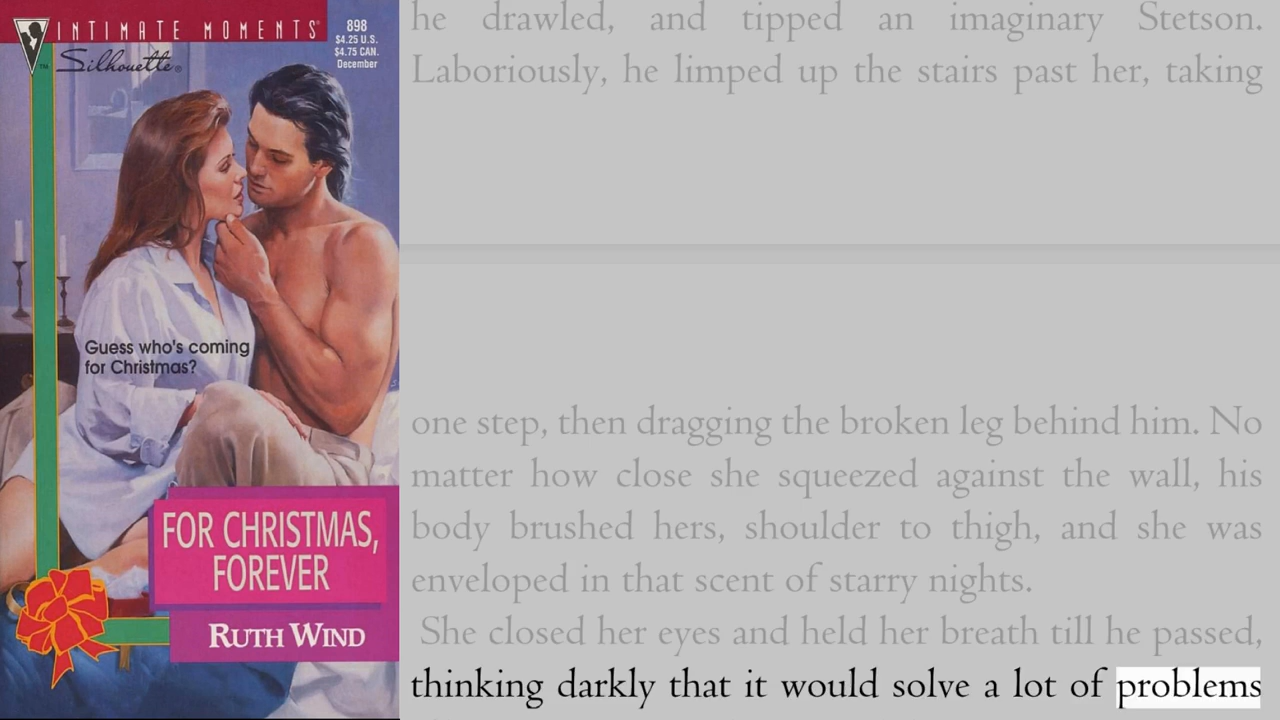 INTIMATE MOMENTS®
Silhouette®
898
$4.25 U.S.
$4.75 CAN.
December
TM
Guess who's coming
for Christmas?
FOR CHRISTMAS,
FOREVER
RUTH WIND
he drawled, and tipped an imaginary Stetson.
Laboriously, he limped up the stairs past her, taking
one step, then dragging the broken leg behind him. No
matter how close she squeezed against the wall, his
body brushed hers, shoulder to thigh, and she was
enveloped in that scent of starry nights.
She closed her eyes and held her breath till he passed,
thinking darkly that it would solve a lot of problems